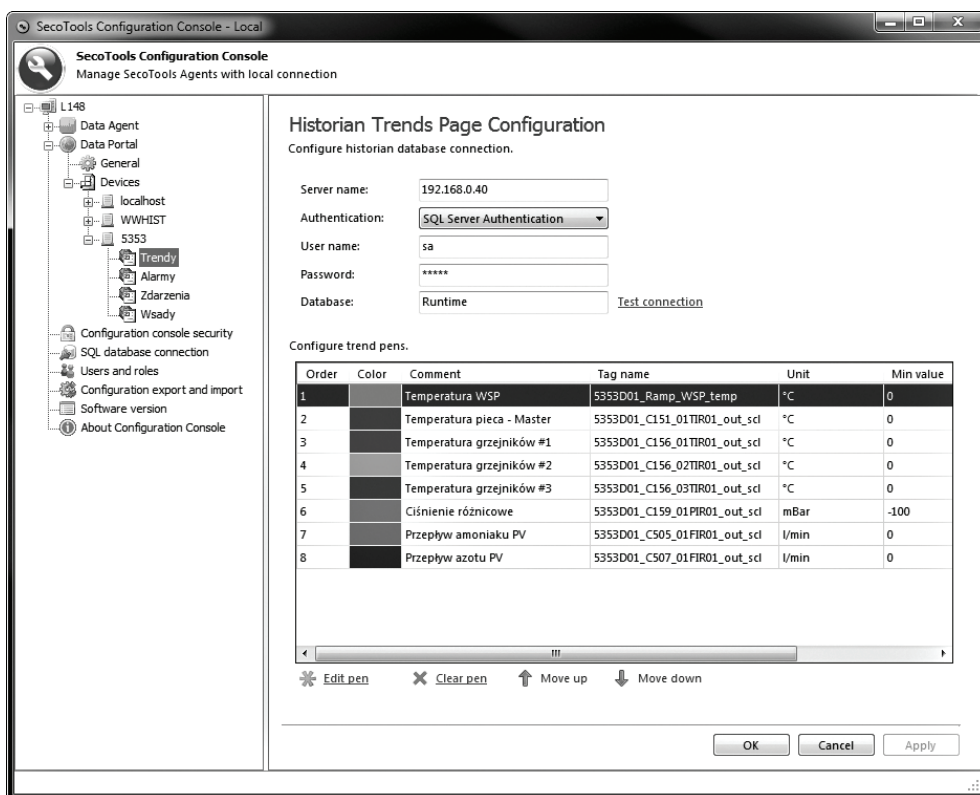 SecoTools Configuration Console - Local
SecoTools Configuration Console
Manage SecoTools Agents with local connection
L148
Data Agent
Data Portal
General
Devices
localhost
WWHIST
5353
Trendy
Alarmy
Zdarzenia
Wsady
Configuration console security
SQL database connection
Users and roles
Configuration export and import
Software version
About Configuration Console
Historian Trends Page Configuration
Configure historian database connection.
Server name: 192.168.0.40
Authentication: SQL Server Authentication
User name: sa
Password: *****
Database: Runtime Test connection
Configure trend pens.
Order Color Comment Tag name Unit Min value
1 Temperatura WSP 5353D01_Ramp_WSP_temp °C 0
2 Temperatura pieca - Master 5353D01_C151_01TIR01_out_scl °C 0
3 Temperatura grzejników #1 5353D01_C156_01TIR01_out_scl °C 0
4 Temperatura grzejników #2 5353D01_C156_02TIR01_out_scl °C 0
5 Temperatura grzejników #3 5353D01_C156_03TIR01_out_scl °C 0
6 Ciśnienie różnicowe 5353D01_C159_01PIR01_out_scl mBar -100
7 Przepływ amoniaku PV 5353D01_C505_01FIR01_out_scl l/min 0
8 Przepływ azotu PV 5353D01_C507_01FIR01_out_scl l/min 0
Edit pen Clear pen Move up Move down
OK Cancel Apply